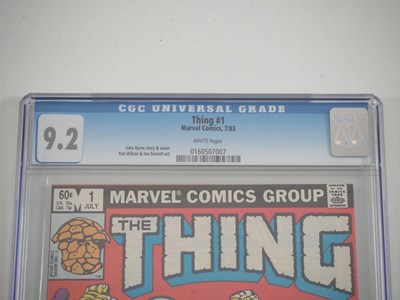 CGC UNIVERSAL GRADE
9.2
Thing #1
Marvel Comics, 7/83
WHITE Pages
John Byrne story & cover
Ron Wilson & Joe Sinnott art
0160507007
60¢
1
JULY
MARVEL COMICS GROUP
THE THING